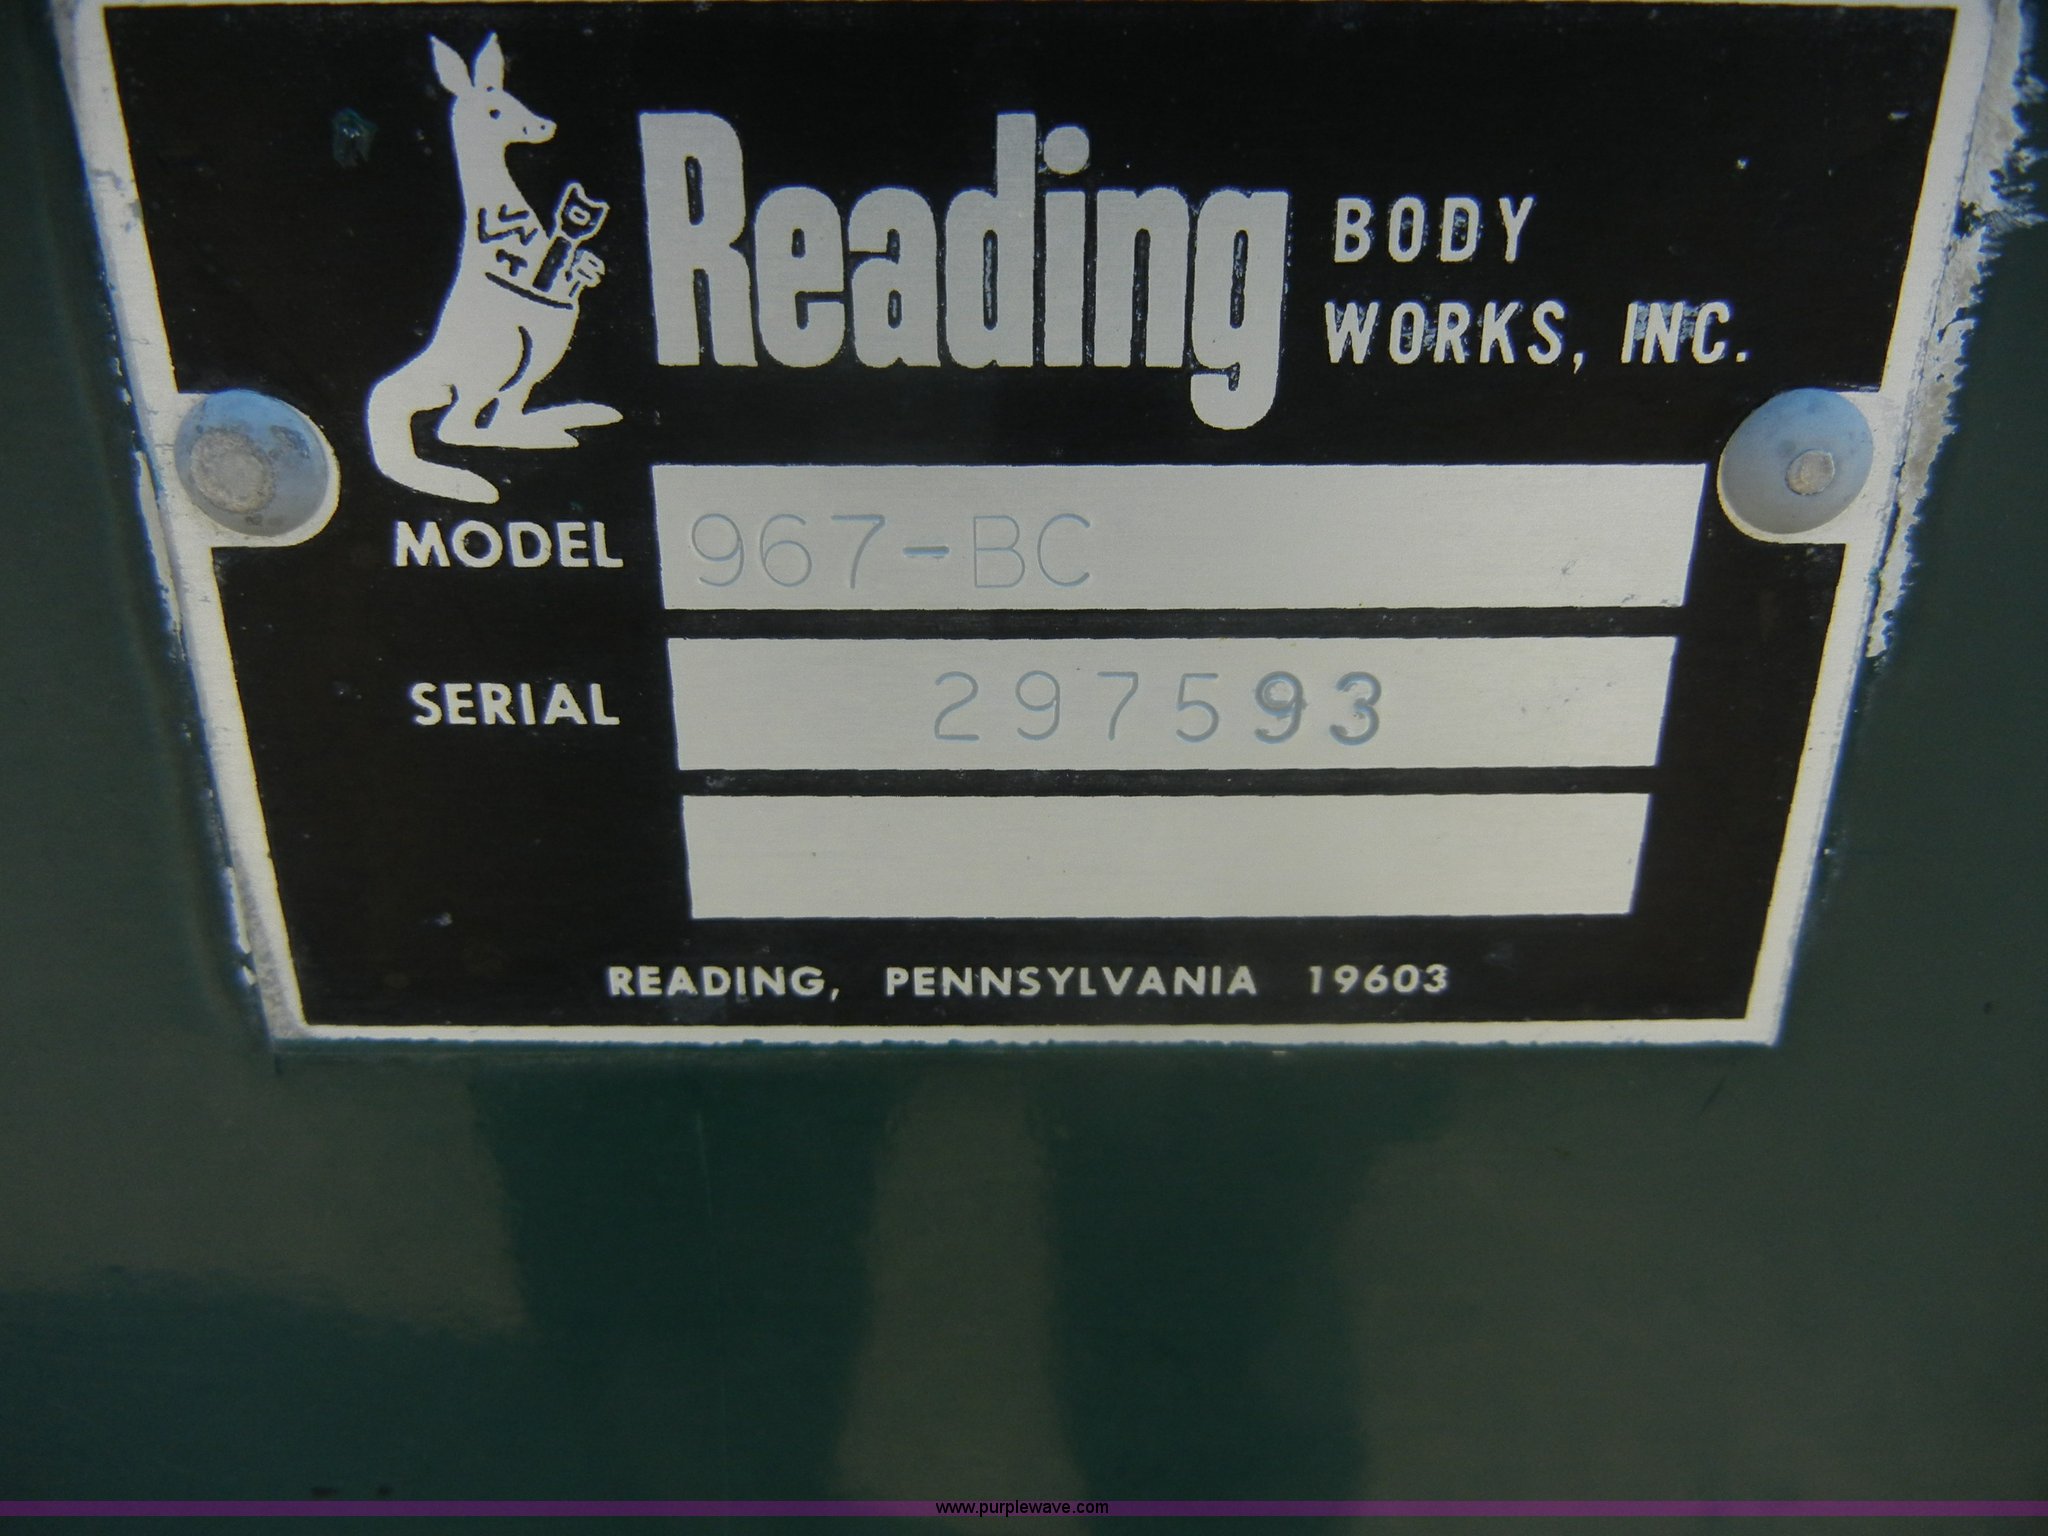 Reading BODY
WORKS, INC.
MODEL 967-BC
SERIAL 297593
READING, PENNSYLVANIA 19603
www.purplewave.com